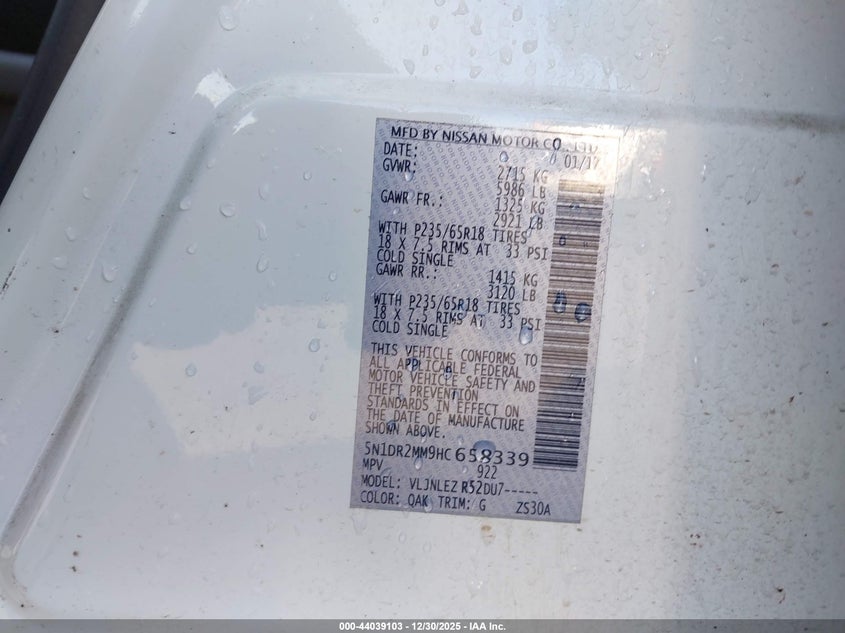 MFD BY NISSAN MOTOR CO., LTD.
DATE: 01/17
GVWR: 2715 KG
5986 LB
GAWR FR.: 1325 KG
2921 LB
WITH P235/65R18 TIRES
18 X 7.5 RIMS AT 33 PSI
COLD SINGLE
GAWR RR.: 1415 KG
3120 LB
WITH P235/65R18 TIRES
18 X 7.5 RIMS AT 33 PSI
COLD SINGLE
THIS VEHICLE CONFORMS TO
ALL APPLICABLE FEDERAL
MOTOR VEHICLE SAFETY AND
THEFT PREVENTION
STANDARDS IN EFFECT ON
THE DATE OF MANUFACTURE
SHOWN ABOVE.
5N1DR2MM9HC658339
MPV 922
MODEL: VLJNLEZ R52DU7-----
COLOR: QAK TRIM: G ZS30A
000-44039103 - 12/30/2025 - IAA Inc.